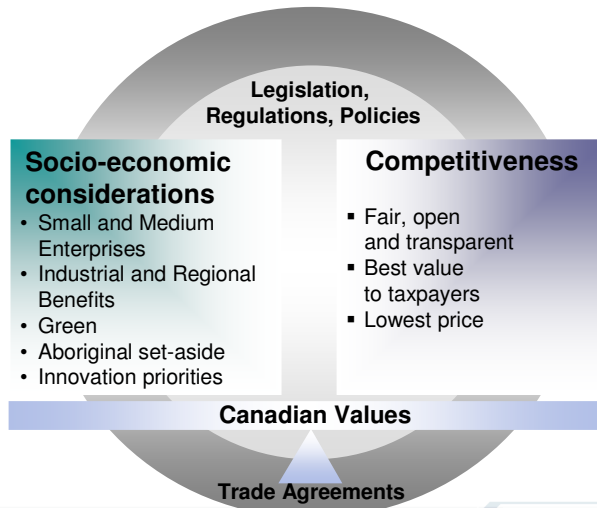 Legislation,
Regulations, Policies
Socio-economic
considerations
• Small and Medium
Enterprises
• Industrial and Regional
Benefits
• Green
• Aboriginal set-aside
• Innovation priorities
Competitiveness
▪ Fair, open
and transparent
▪ Best value
to taxpayers
▪ Lowest price
Canadian Values
Trade Agreements